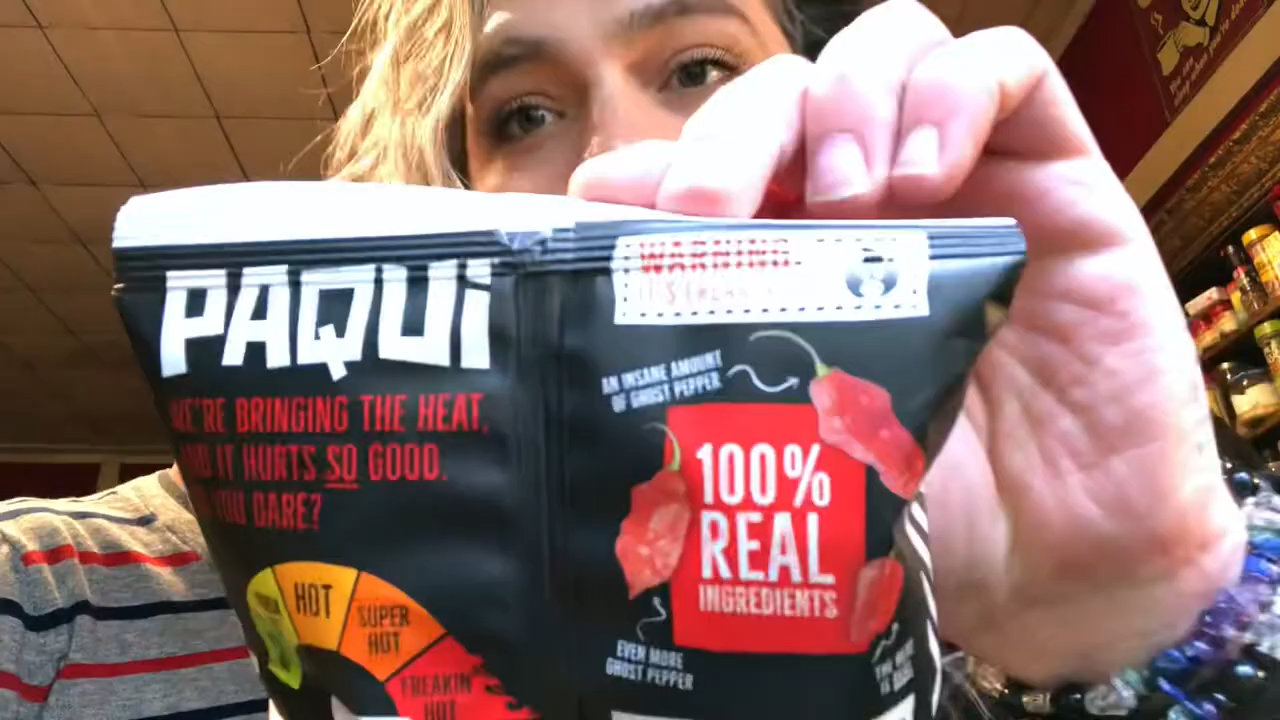 PAQUI
WE'RE BRINGING THE HEAT,
AND IT HURTS SO GOOD.
YOU DARE?
HOT
SUPER
HOT
FREAKIN'
HOT
WARNING
AN INSANE AMOUNT
OF GHOST PEPPER
100%
REAL
INGREDIENTS
EVEN MORE
GHOST PEPPER